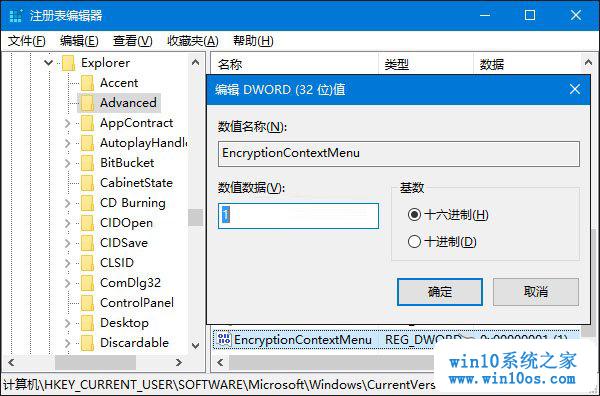 注册表编辑器
文件(F) 编辑(E) 查看(V) 收藏夹(A) 帮助(H)
Explorer
Accent
Advanced
AppContract
AutoplayHandl
BitBucket
CabinetState
CD Burning
CIDOpen
CIDSave
CLSID
ComDlg32
ControlPanel
Desktop
Discardable
名称 类型 数据
编辑 DWORD (32 位)值
数值名称(N):
EncryptionContextMenu
数值数据(V):
1
基数
十六进制(H)
十进制(D)
确定 取消
EncryptionContextMenu REG_DWORD 0x00000001 (1)
计算机\HKEY_CURRENT_USER\SOFTWARE\Microsoft\Windows\CurrentVers
win10系统之家
www.win10os.com